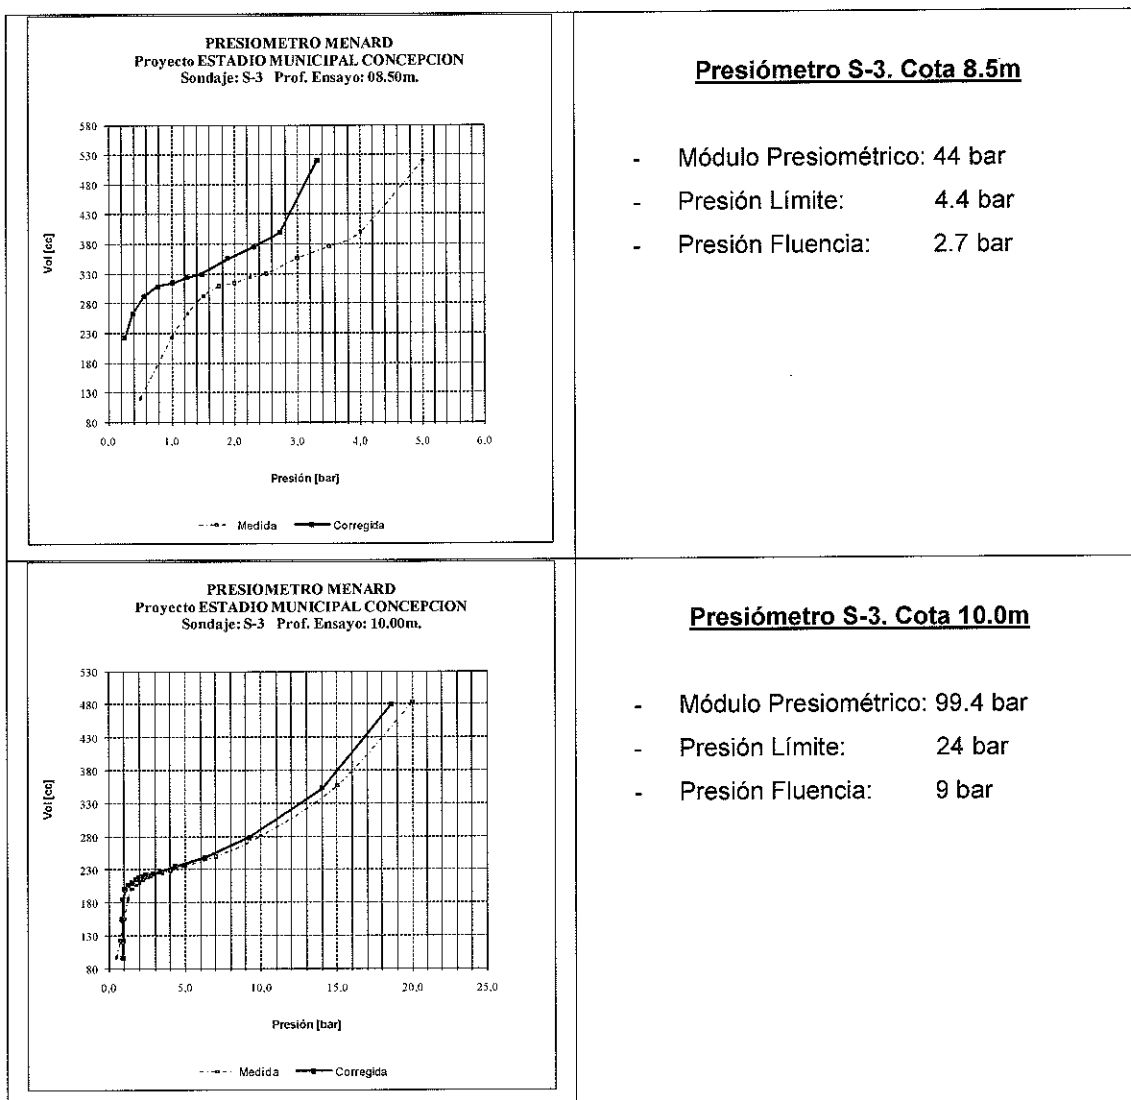 PRESIOMETRO MENARD
Proyecto ESTADIO MUNICIPAL CONCEPCION
Sondaje: S-3 Prof. Ensayo: 08.50m.
580
530
480
430
380
330
280
230
180
130
80
Vol [cc]
0,0 1,0 2,0 3,0 4,0 5,0 6,0
Presión [bar]
Medida Corregida
Presiómetro S-3. Cota 8.5m
- Módulo Presiométrico: 44 bar
- Presión Límite: 4.4 bar
- Presión Fluencia: 2.7 bar
PRESIOMETRO MENARD
Proyecto ESTADIO MUNICIPAL CONCEPCION
Sondaje: S-3 Prof. Ensayo: 10.00m.
530
480
430
380
330
280
230
180
130
80
Vol [cc]
0,0 5,0 10,0 15,0 20,0 25,0
Presión [bar]
Medida Corregida
Presiómetro S-3. Cota 10.0m
- Módulo Presiométrico: 99.4 bar
- Presión Límite: 24 bar
- Presión Fluencia: 9 bar